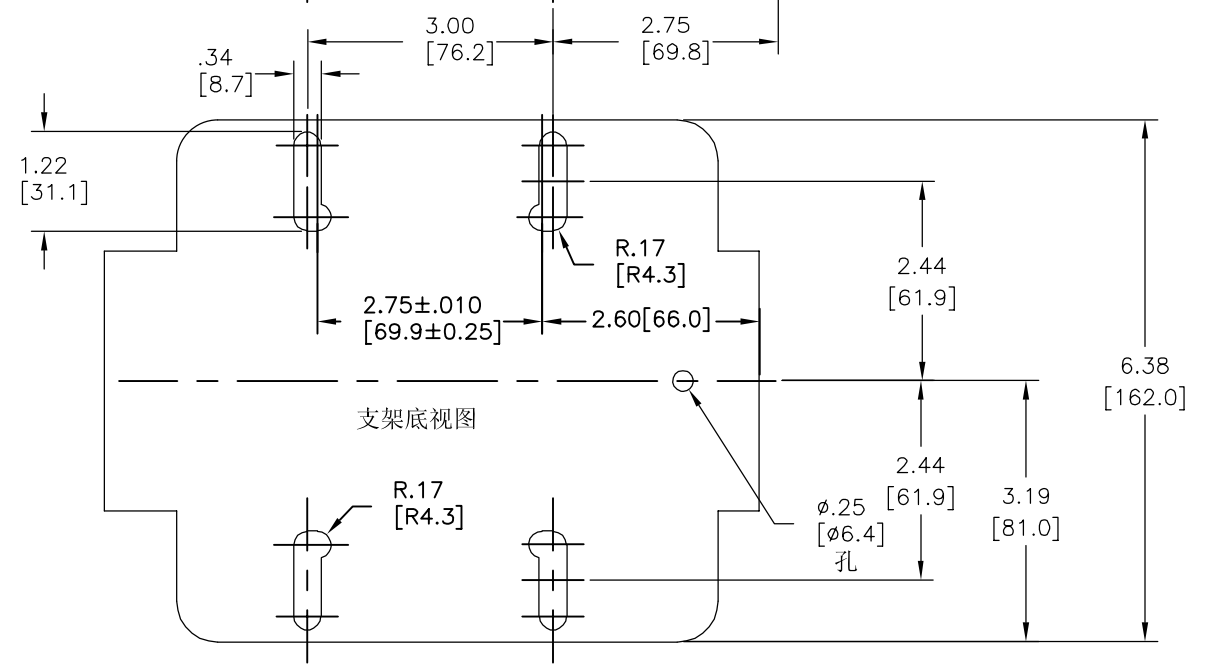 3.00
[76.2]
2.75
[69.8]
.34
[8.7]
1.22
[31.1]
R.17
[R4.3]
2.44
[61.9]
2.75±.010
[69.9±0.25]
2.60[66.0]
6.38
[162.0]
支架底视图
2.44
[61.9]
R.17
[R4.3]
3.19
[81.0]
ø.25
[ø6.4]
孔